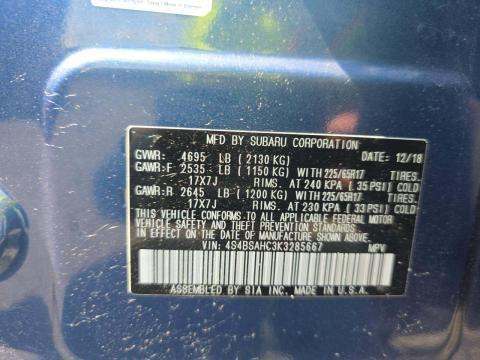 MFD BY SUBARU CORPORATION
GVWR: 4695 LB ( 2130 KG) DATE: 12/18
GAWR:F 2535 LB ( 1150 KG) WITH 225/65R17 TIRES.
17X7J RIMS. AT 240 KPA ( 35 PSI) COLD.
GAWR:R 2645 LB ( 1200 KG) WITH 225/65R17 TIRES.
17X7J RIMS. AT 230 KPA ( 33 PSI) COLD.
THIS VEHICLE CONFORMS TO ALL APPLICABLE FEDERAL MOTOR
VEHICLE SAFETY STANDARDS
IN EFFECT ON THE DATE OF MANUFACTURE SHOWN ABOVE.
VIN: 4S4BSAHC3K3285667 MPV
ASSEMBLED BY SIA INC. MADE IN U.S.A.